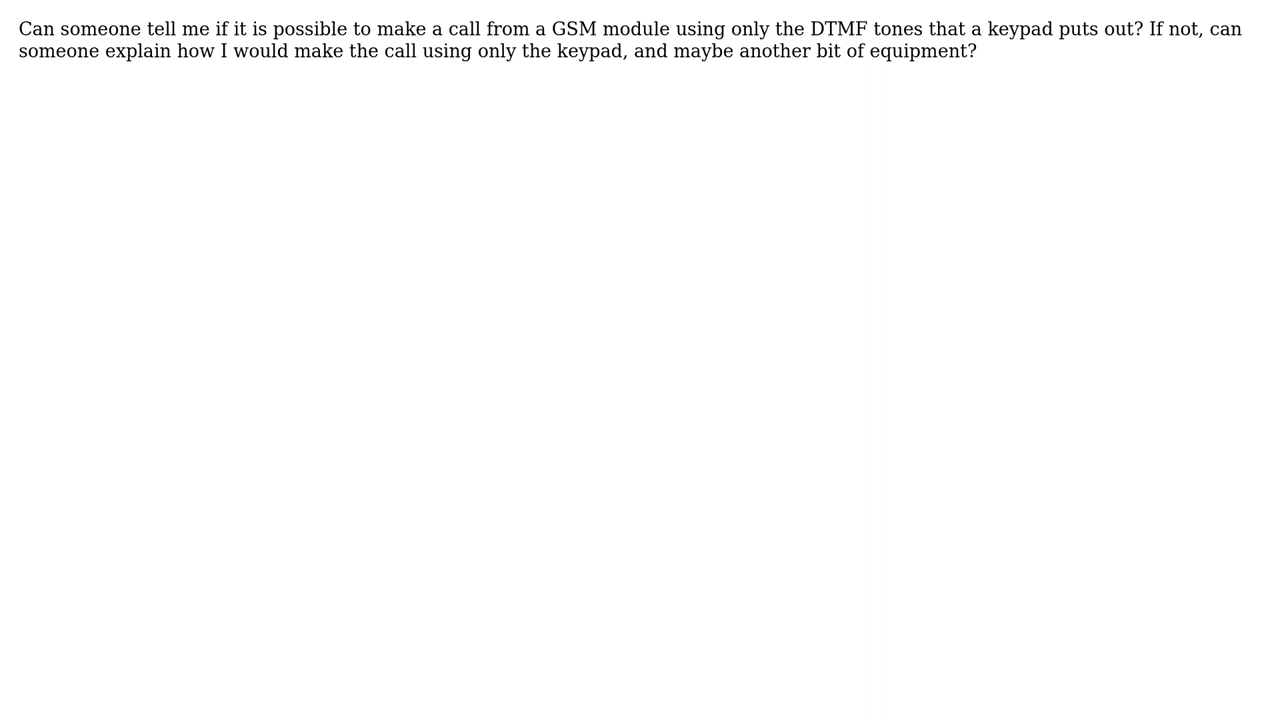 Can someone tell me if it is possible to make a call from a GSM module using only the DTMF tones that a keypad puts out? If not, can
someone explain how I would make the call using only the keypad, and maybe another bit of equipment?